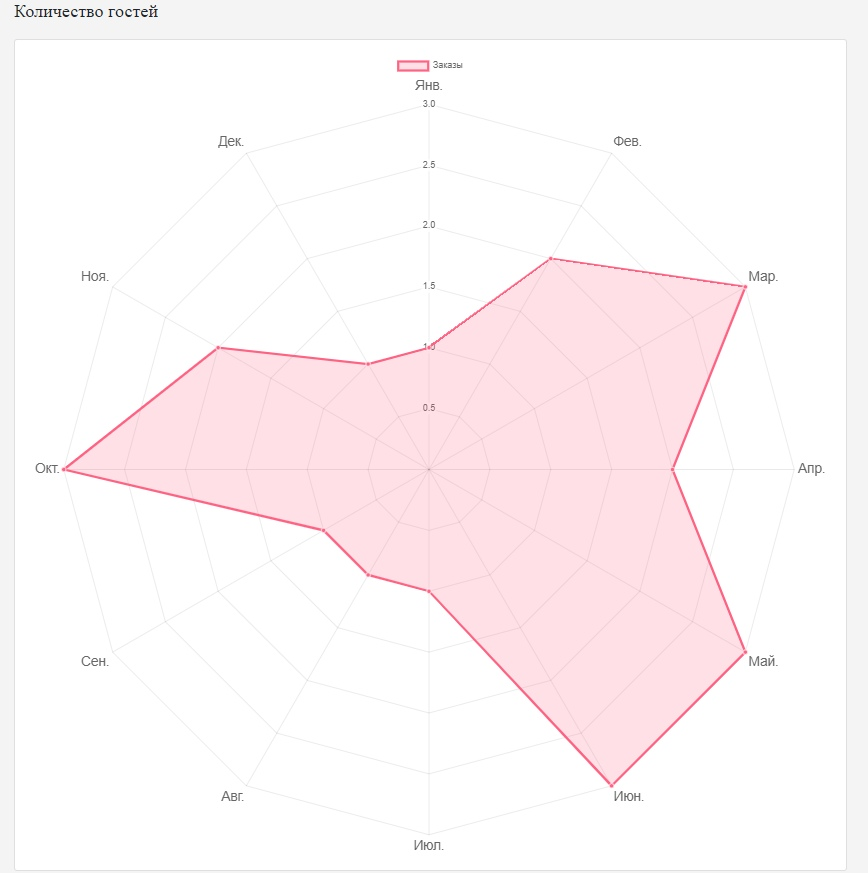 Количество гостей
Заказы
Янв.
3.0
Дек.
Фев.
2.5
2.0
Ноя.
Мар.
1.5
1.0
0.5
Окт.
Апр.
Сен.
Май.
Авг.
Июн.
Июл.